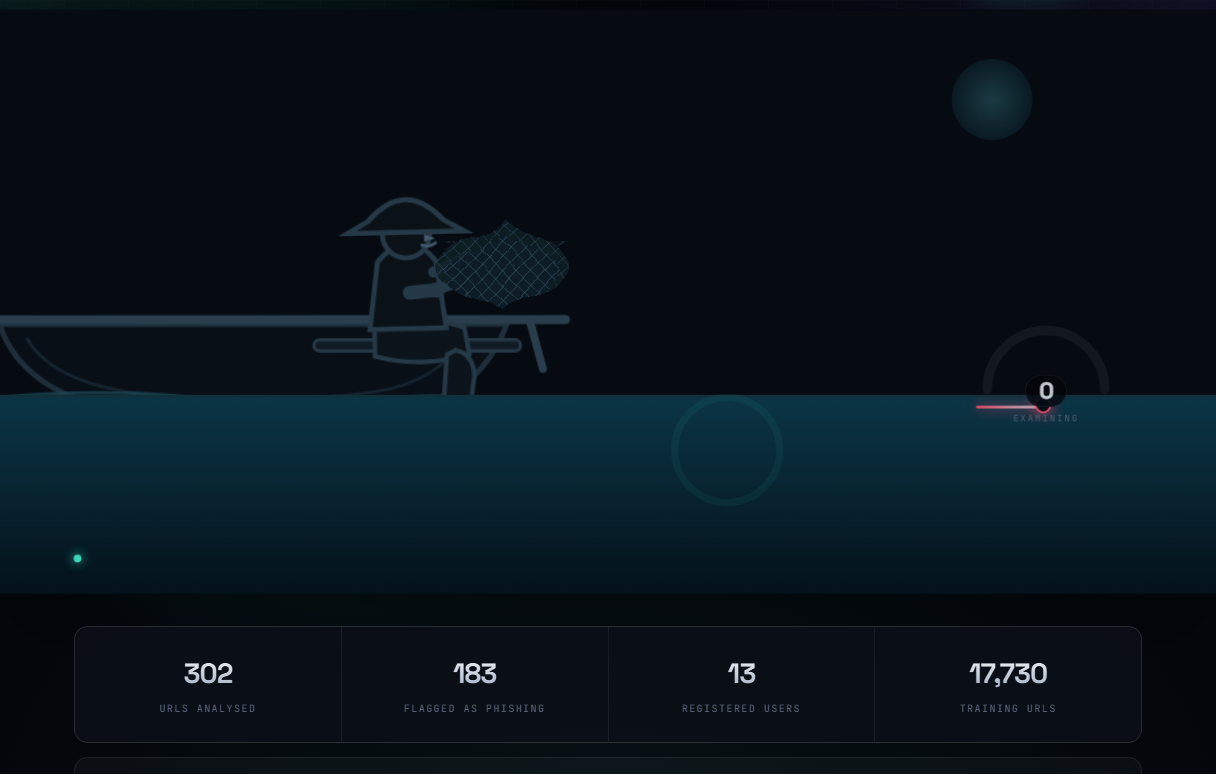 0
EXAMINING
302
183
13
17,730
URLS ANALYSED
FLAGGED AS PHISHING
REGISTERED USERS
TRAINING URLS